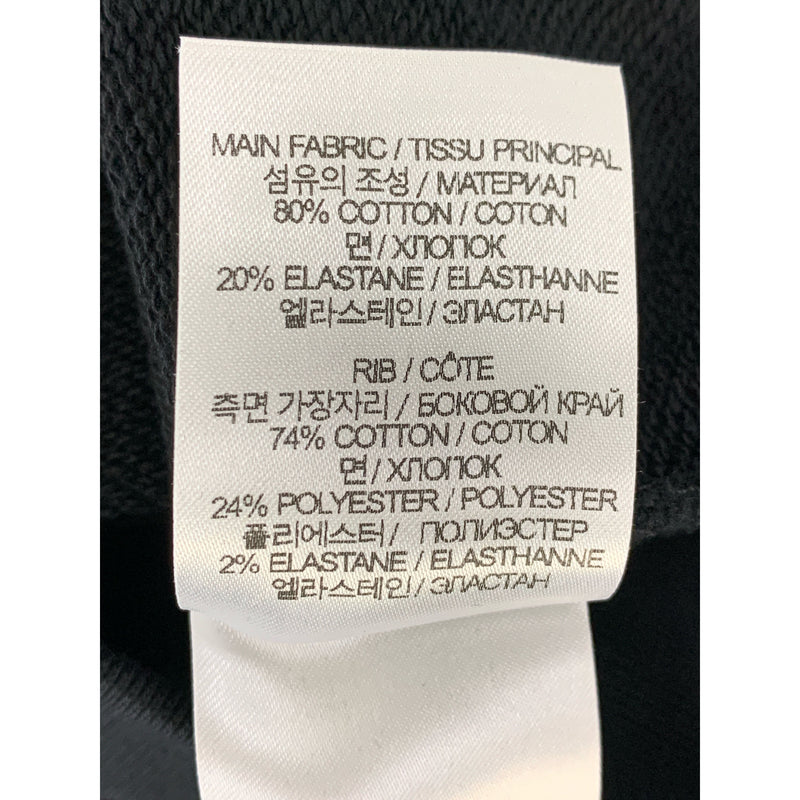 MAIN FABRIC / TISSU PRINCIPAL
섬유의 조성 / МАТЕРИАЛ
80% COTTON / COTON
면 / ХЛОПОК
20% ELASTANE / ELASTHANNE
엘라스테인 / ЭЛАСТАН
RIB / CÔTE
측면 가장자리 / БОКОВОЙ КРАЙ
74% COTTON / COTON
면 / ХЛОПОК
24% POLYESTER / POLYESTER
폴리에스터 / ПОЛИЭСТЕР
2% ELASTANE / ELASTHANNE
엘라스테인 / ЭЛАСТАН